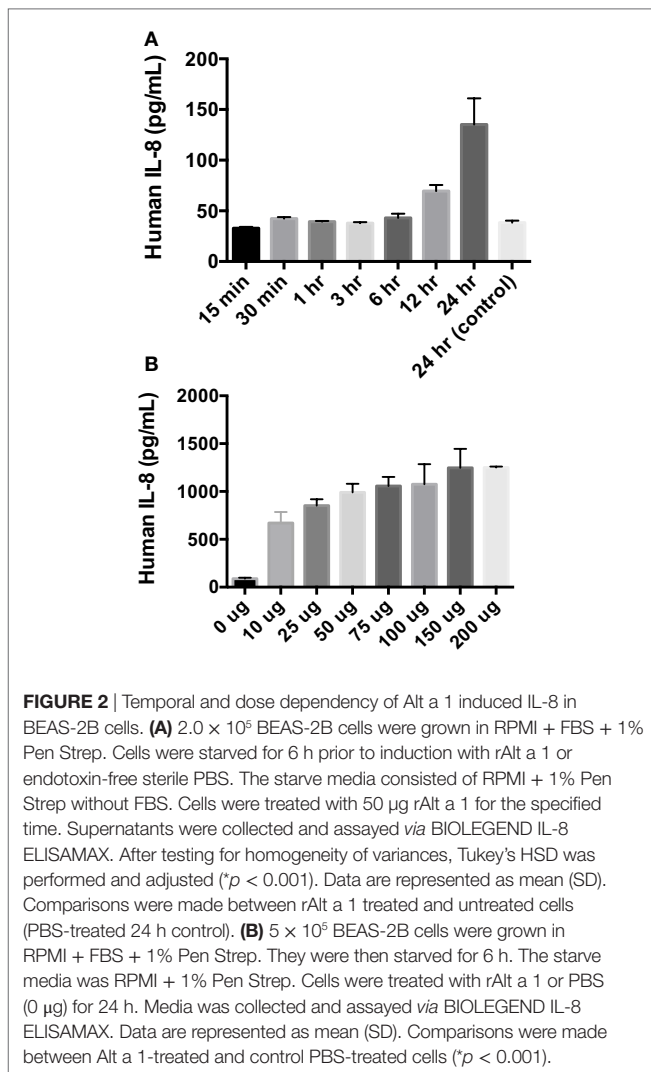 A
Human IL-8 (pg/mL)
200
150
100
50
0
15 min
30 min
1 hr
3 hr
6 hr
12 hr
24 hr
24 hr (control)
B
Human IL-8 (pg/mL)
2000
1500
1000
500
0
0 ug
10 ug
25 ug
50 ug
75 ug
100 ug
150 ug
200 ug
FIGURE 2 | Temporal and dose dependency of Alt a 1 induced IL-8 in
BEAS-2B cells. (A) 2.0 × 10⁵ BEAS-2B cells were grown in RPMI + FBS + 1%
Pen Strep. Cells were starved for 6 h prior to induction with rAlt a 1 or
endotoxin-free sterile PBS. The starve media consisted of RPMI + 1% Pen
Strep without FBS. Cells were treated with 50 μg rAlt a 1 for the specified
time. Supernatants were collected and assayed via BIOLEGEND IL-8
ELISAMAX. After testing for homogeneity of variances, Tukey's HSD was
performed and adjusted (*p < 0.001). Data are represented as mean (SD).
Comparisons were made between rAlt a 1 treated and untreated cells
(PBS-treated 24 h control). (B) 5 × 10⁵ BEAS-2B cells were grown in
RPMI + FBS + 1% Pen Strep. They were then starved for 6 h. The starve
media was RPMI + 1% Pen Strep. Cells were treated with rAlt a 1 or PBS
(0 μg) for 24 h. Media was collected and assayed via BIOLEGEND IL-8
ELISAMAX. Data are represented as mean (SD). Comparisons were made
between Alt a 1-treated and control PBS-treated cells (*p < 0.001).